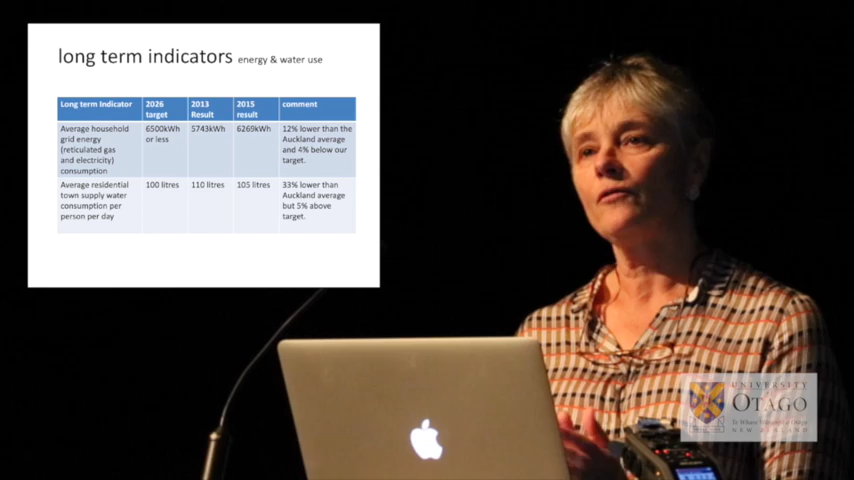 long term indicators energy & water use
Long term Indicator
2026
target
2013
Result
2015
result
comment
Average household
grid energy
(reticulated gas
and electricity)
consumption
6500kWh
or less
5743kWh
6269kWh
12% lower than the
Auckland average
and 4% below our
target.
Average residential
town supply water
consumption per
person per day
100 litres
110 litres
105 litres
33% lower than
Auckland average
but 5% above
target.
UNIVERSITY
OTAGO
NEW ZEALAND